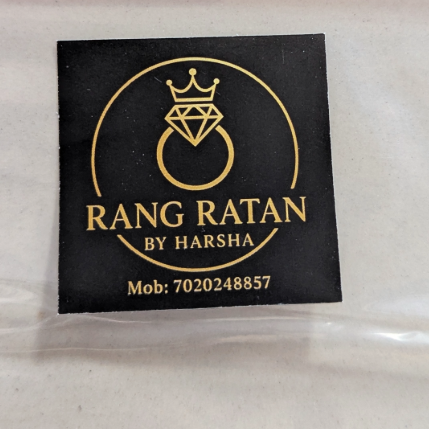 RANG RATAN
BY HARSHA
Mob: 7020248857